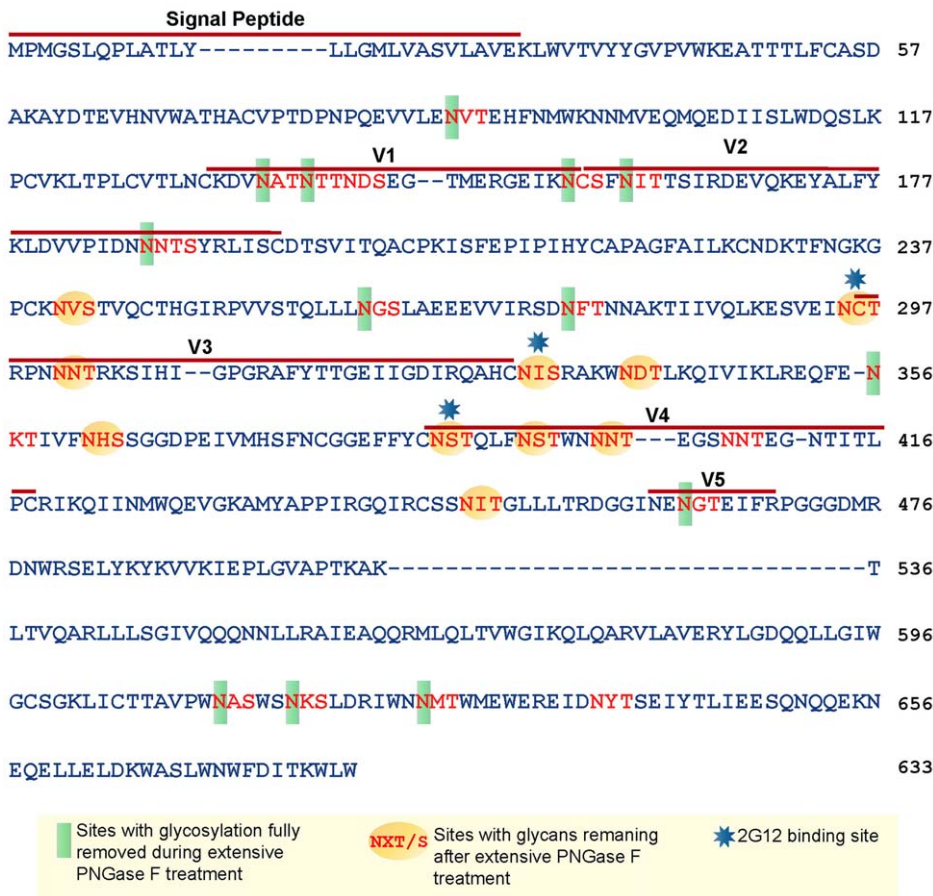 Signal Peptide
MPMGSLQPLATLY---------LLGMLVASVLAVEKLWVTVYYGVPVWKEATTTLFCASD 57
AKAYDTEVHNVWATHACVPTDPNPQEVVLENVTEHFNMWKNNMVEQMQEDIISLWDQSLK 117
V1 V2
PCVKLTPLCVTLNCKDVNATNTTNDSEG--TMERGEIKNCSFNITTSIRDEVQKEYALFY 177
KLDVVPIDNNNTSYRLISCDTSVITQACPKISFEPIPIHYCAPAGFAILKCNDKTFNGKG 237
PCKNVSTVQCTHGIRPVVSTQLLLNGSLAEEEVVIRSDNFTNNAKTIIVQLKESVEINCT 297
V3
RPNNNTRKSIHI--GPGRAFYTTGEIIGDIRQAHCNISRAKWNDTLKQIVIKLREQFE-N 356
V4
KTIVFNHSSGGDPEIVMHSFNCGGEFFYCNSTQLFNSTWNNNT---EGSNNTEG-NTITL 416
V5
PCRIKQIINMWQEVGKAMYAPPIRGQIRCSSNITGLLLTRDGGINENGTEIFRPGGGDMR 476
DNWRSELYKYKVVKIEPLGVAPTKAK---------------------------------T 536
LTVQARLLLSGIVQQQNNLLRAIEAQQRMLQLTVWGIKQLQARVLAVERYLGDQQLLGIW 596
GCSGKLICTTAVPWNASWSNKSLDRIWNNMTWMEWEREIDNYTSEIYTLIEESQNQQEKN 656
EQELLELDKWASLWNWFDITKWLW 633
Sites with glycosylation fully
removed during extensive
PNGase F treatment
NXT/S Sites with glycans remaning
after extensive PNGase F
treatment
2G12 binding site